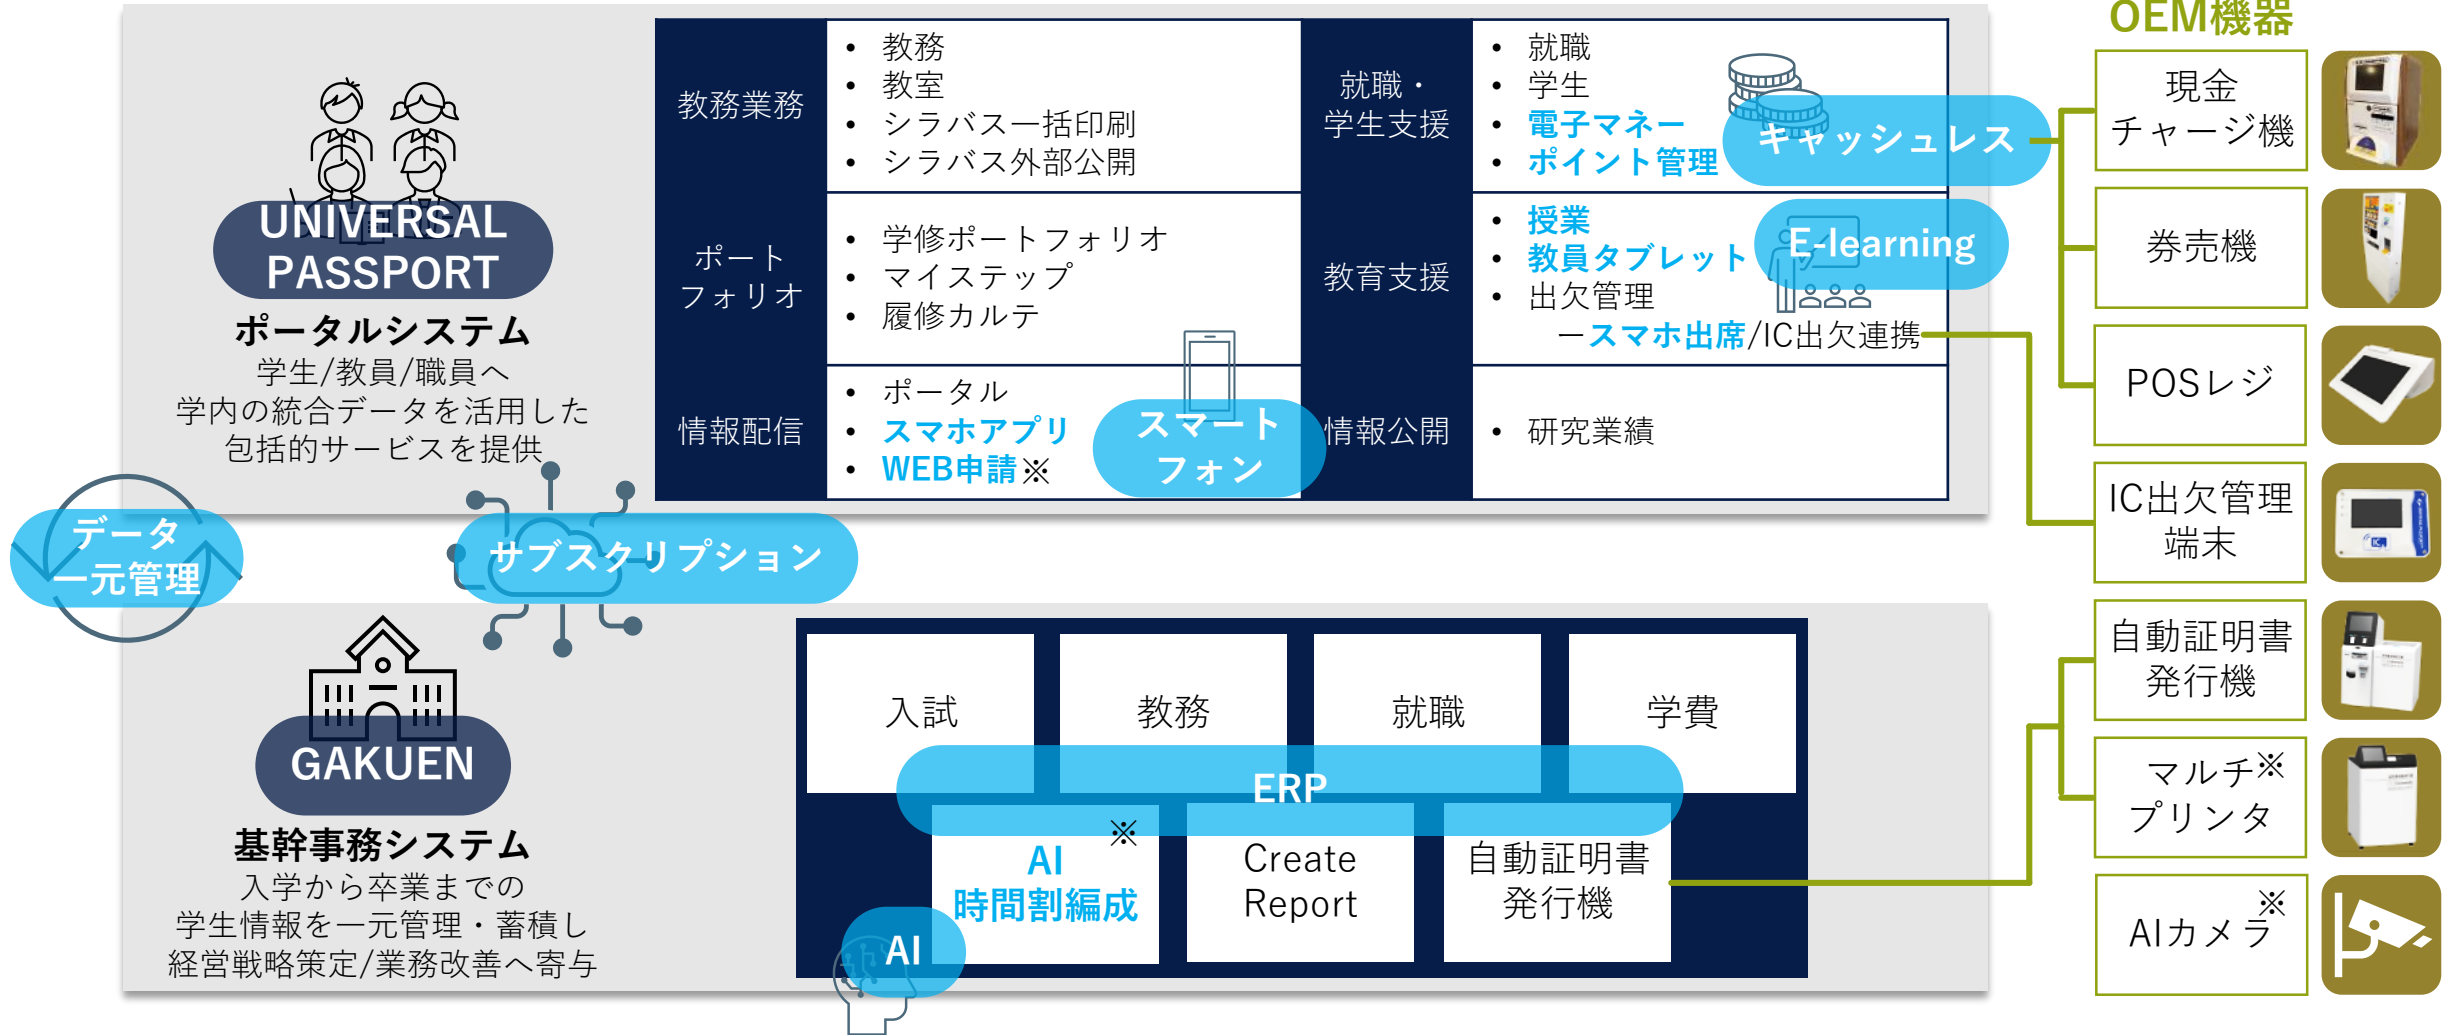 UNIVERSAL
PASSPORT
ポータルシステム
学生/教員/職員へ
学内の統合データを活用した
包括的サービスを提供
教務業務
• 教務
• 教室
• シラバス一括印刷
• シラバス外部公開
就職・
学生支援
• 就職
• 学生
• 電子マネー
• ポイント管理
キャッシュレス
ポート
フォリオ
• 学修ポートフォリオ
• マイステップ
• 履修カルテ
教育支援
• 授業
• 教員タブレット
• 出欠管理
ースマホ出席/IC出欠連携
E-learning
情報配信
• ポータル
• スマホアプリ
• WEB申請※
スマート
フォン
情報公開
• 研究業績
データ
一元管理
サブスクリプション
GAKUEN
基幹事務システム
入学から卒業までの
学生情報を一元管理・蓄積し
経営戦略策定/業務改善へ寄与
入試
教務
就職
学費
ERP
※
AI
時間割編成
Create
Report
自動証明書
発行機
AI
OEM機器
現金
チャージ機
券売機
POSレジ
IC出欠管理
端末
自動証明書
発行機
マルチ※
プリンタ
※
AIカメラ